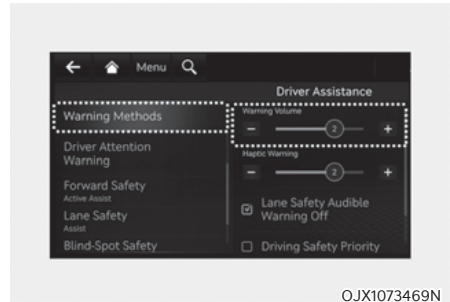 Menu
Driver Assistance
Warning Methods
Driver Attention
Warning
Forward Safety
Active Assist
Lane Safety
Assist
Blind-Spot Safety
Warning Volume
- 2 +
Haptic Warning
- 2 +
Lane Safety Audible
Warning Off
Driving Safety Priority
OJX1073469N